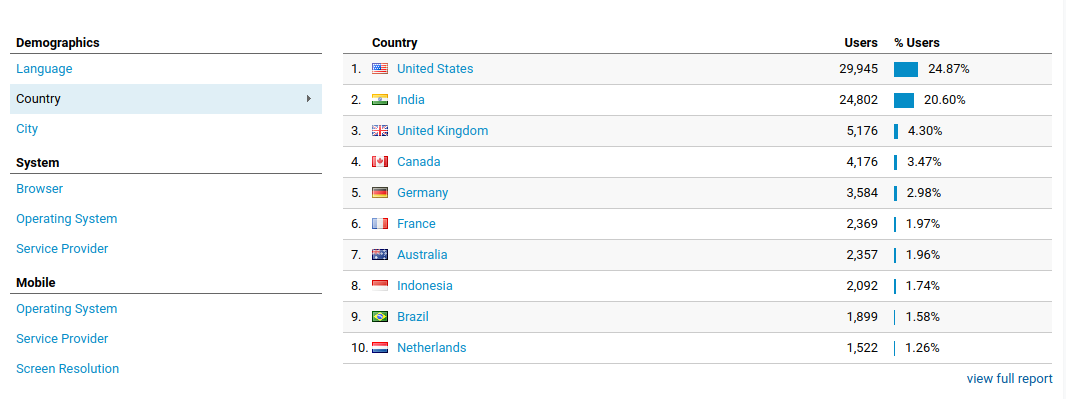 Demographics
Language
Country
City
System
Browser
Operating System
Service Provider
Mobile
Operating System
Service Provider
Screen Resolution
Country Users % Users
1. United States 29,945 24.87%
2. India 24,802 20.60%
3. United Kingdom 5,176 4.30%
4. Canada 4,176 3.47%
5. Germany 3,584 2.98%
6. France 2,369 1.97%
7. Australia 2,357 1.96%
8. Indonesia 2,092 1.74%
9. Brazil 1,899 1.58%
10. Netherlands 1,522 1.26%
view full report